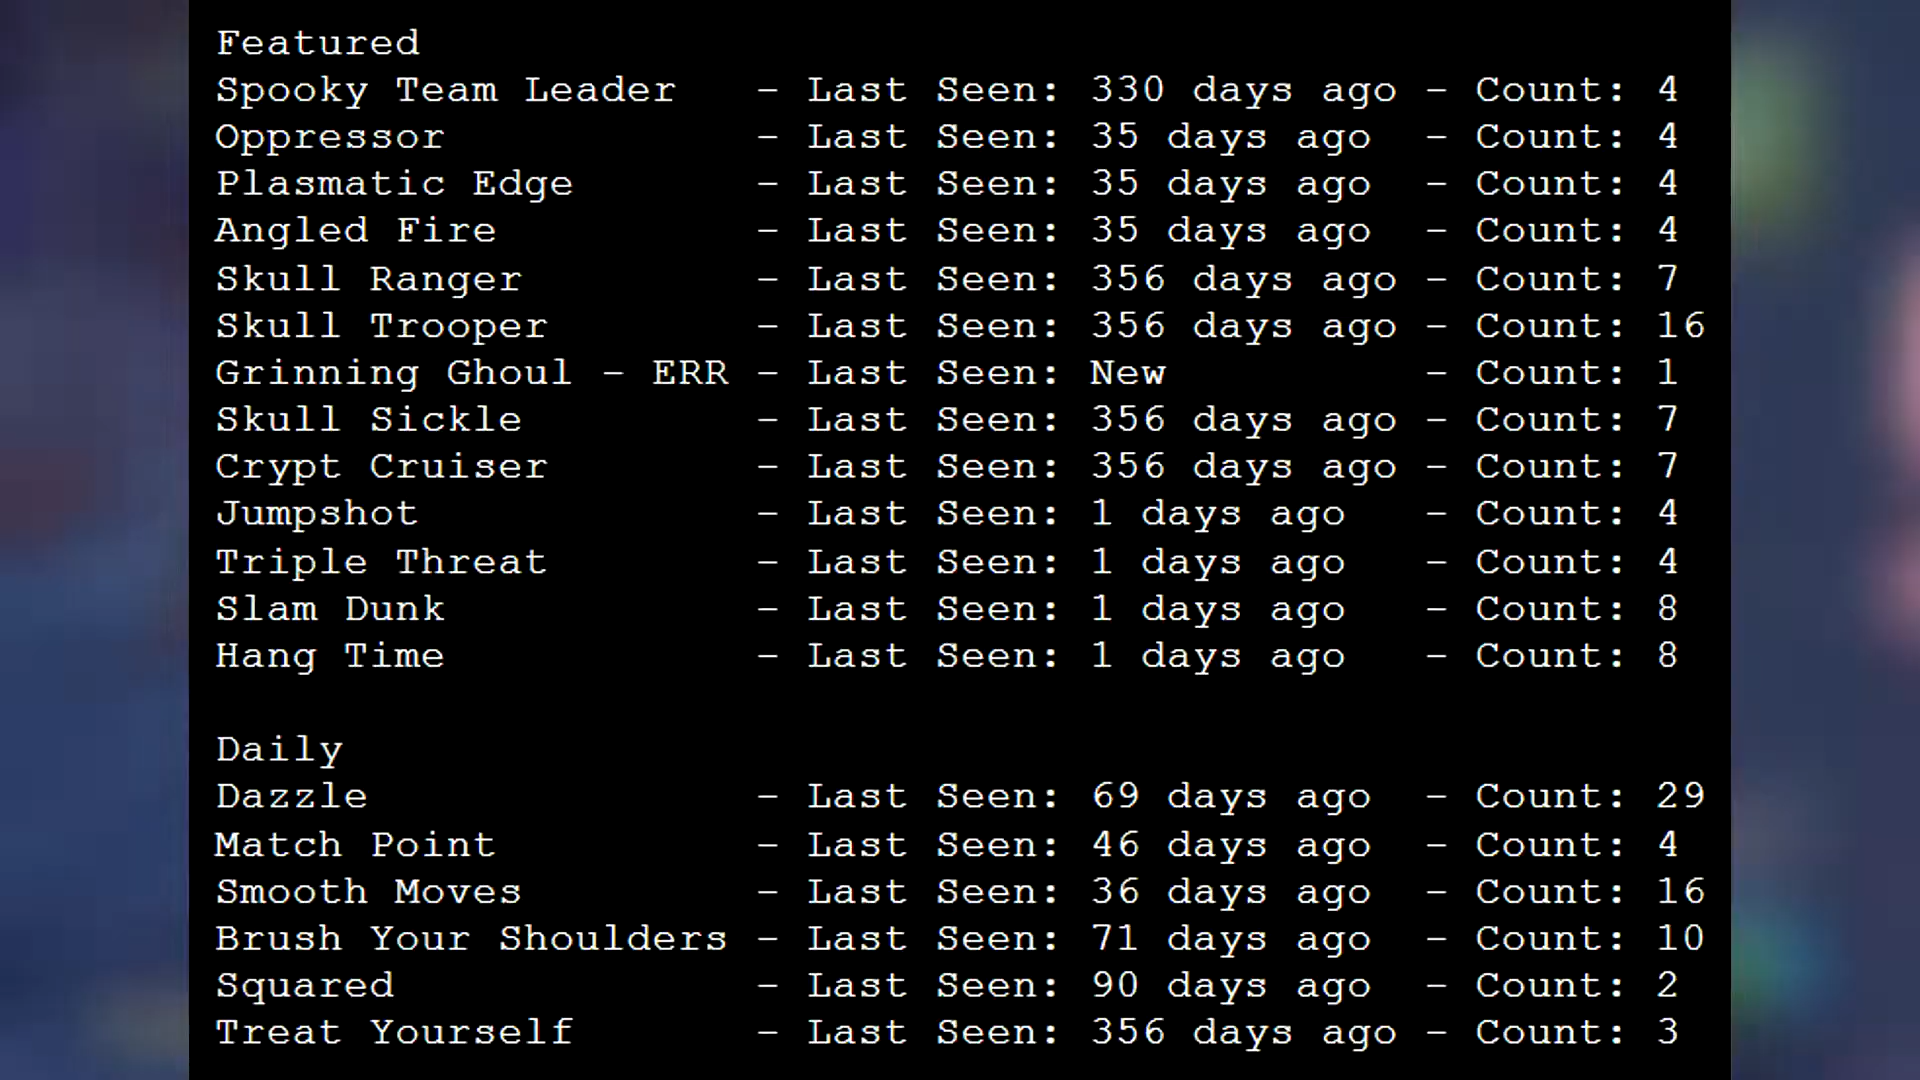 Featured
Spooky Team Leader - Last Seen: 330 days ago - Count: 4
Oppressor - Last Seen: 35 days ago - Count: 4
Plasmatic Edge - Last Seen: 35 days ago - Count: 4
Angled Fire - Last Seen: 35 days ago - Count: 4
Skull Ranger - Last Seen: 356 days ago - Count: 7
Skull Trooper - Last Seen: 356 days ago - Count: 16
Grinning Ghoul - ERR - Last Seen: New - Count: 1
Skull Sickle - Last Seen: 356 days ago - Count: 7
Crypt Cruiser - Last Seen: 356 days ago - Count: 7
Jumpshot - Last Seen: 1 days ago - Count: 4
Triple Threat - Last Seen: 1 days ago - Count: 4
Slam Dunk - Last Seen: 1 days ago - Count: 8
Hang Time - Last Seen: 1 days ago - Count: 8
Daily
Dazzle - Last Seen: 69 days ago - Count: 29
Match Point - Last Seen: 46 days ago - Count: 4
Smooth Moves - Last Seen: 36 days ago - Count: 16
Brush Your Shoulders - Last Seen: 71 days ago - Count: 10
Squared - Last Seen: 90 days ago - Count: 2
Treat Yourself - Last Seen: 356 days ago - Count: 3